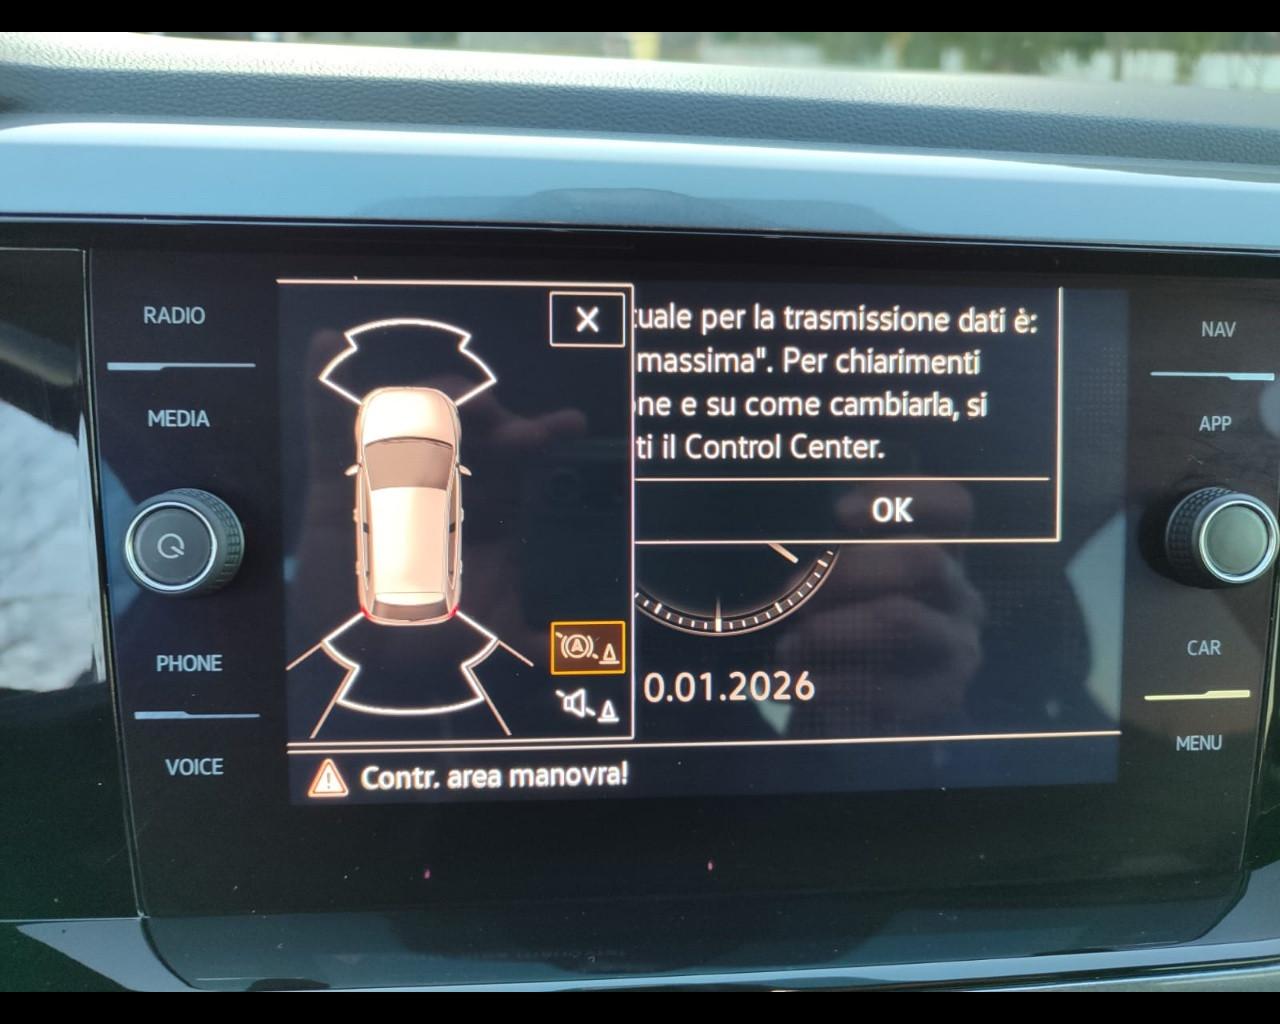 RADIO
MEDIA
PHONE
VOICE
X
tuale per la trasmissione dati è:
massima". Per chiarimenti
ne e su come cambiarla, si
ti il Control Center.
OK
A
0.01.2026
Contr. area manovra!
NAV
APP
CAR
MENU